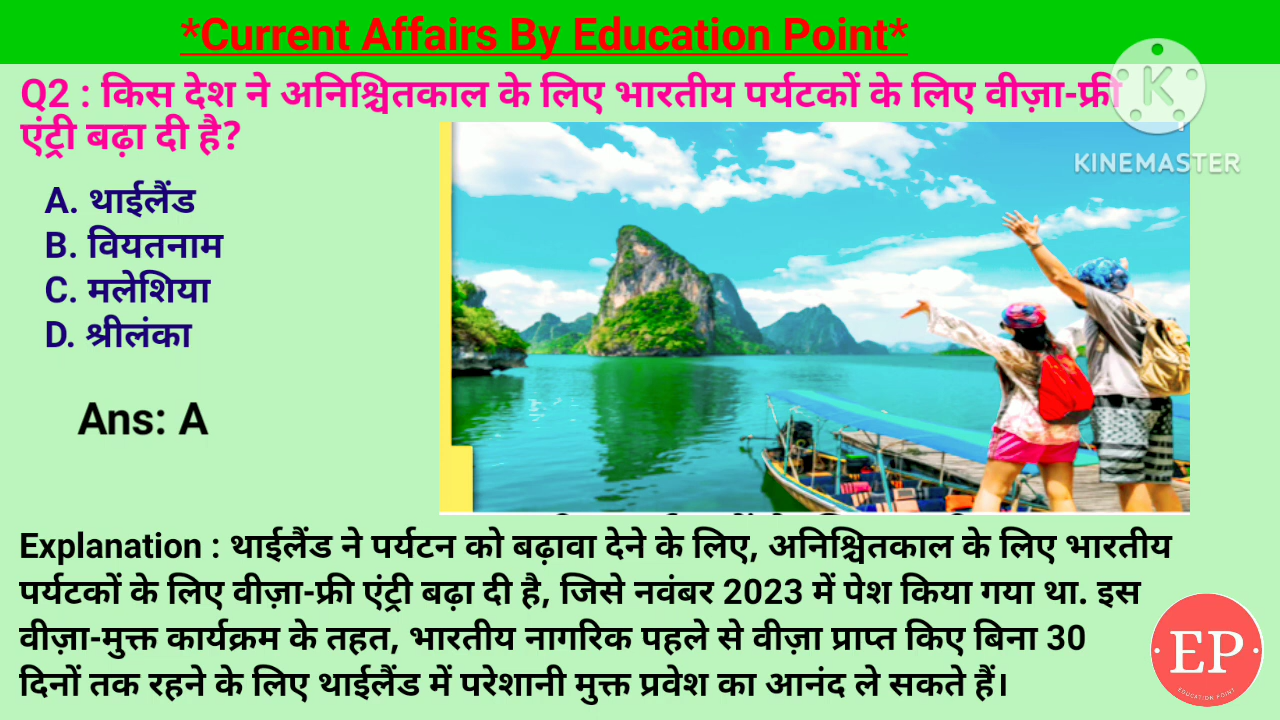 *Current Affairs By Education Point*
Q2 : किस देश ने अनिश्चितकाल के लिए भारतीय पर्यटकों के लिए वीज़ा-फ्री
एंट्री बढ़ा दी है?
K
KINEMASTER
A. थाईलैंड
B. वियतनाम
C. मलेशिया
D. श्रीलंका
Ans: A
Explanation : थाईलैंड ने पर्यटन को बढ़ावा देने के लिए, अनिश्चितकाल के लिए भारतीय
पर्यटकों के लिए वीज़ा-फ्री एंट्री बढ़ा दी है, जिसे नवंबर 2023 में पेश किया गया था. इस
वीज़ा-मुक्त कार्यक्रम के तहत, भारतीय नागरिक पहले से वीज़ा प्राप्त किए बिना 30
दिनों तक रहने के लिए थाईलैंड में परेशानी मुक्त प्रवेश का आनंद ले सकते हैं।
EP
EDUCATION POINT